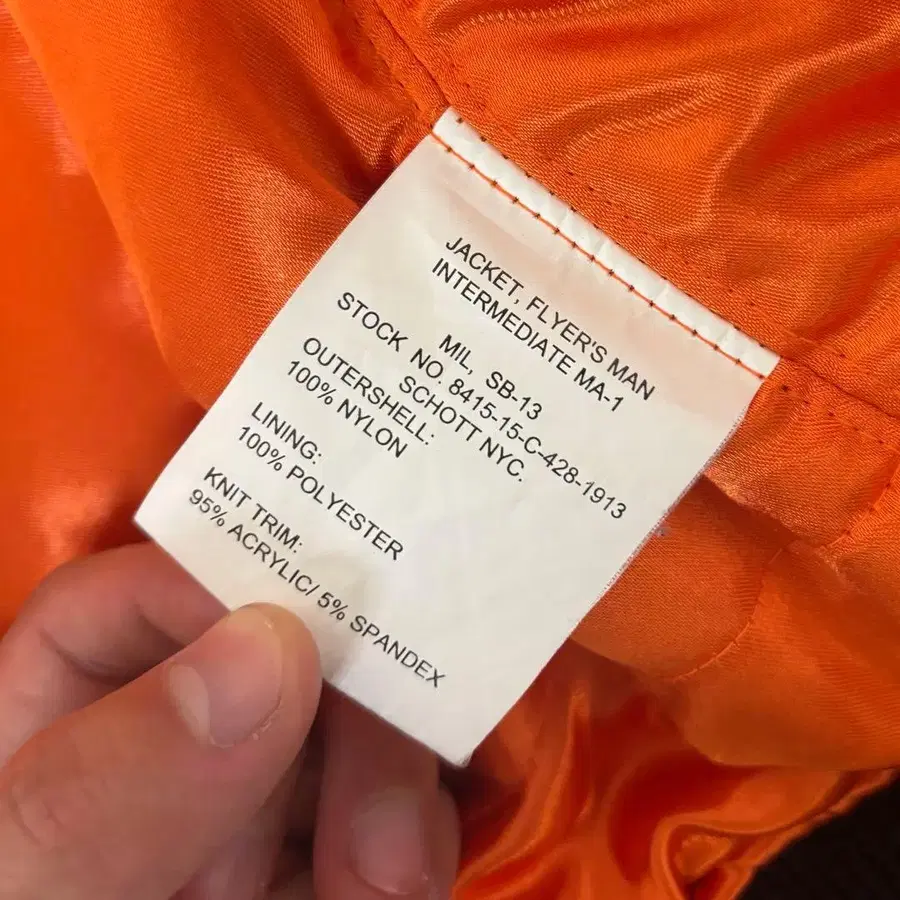 JACKET, FLYER'S MAN
INTERMEDIATE MA-1
MIL, SB-13
STOCK NO. 8415-15-C-428-1913
SCHOTT NYC.
OUTERSHELL:
100% NYLON
LINING:
100% POLYESTER
KNIT TRIM:
95% ACRYLIC/ 5% SPANDEX